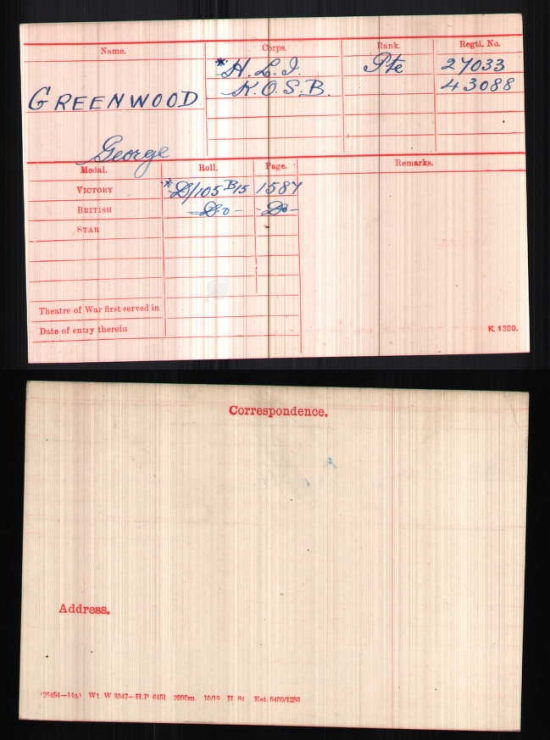 Name. Corps. Rank. Regtl. No.
*H.L.I. Pte 27033
K.O.S.B. 43088
GREENWOOD
George
Medal. Roll. Page. Remarks.
VICTORY *D/105 B15 1587
BRITISH -Do- -Do-
STAR
Theatre of War first served in
Date of entry therein K. 1380.
Correspondence.
Address.